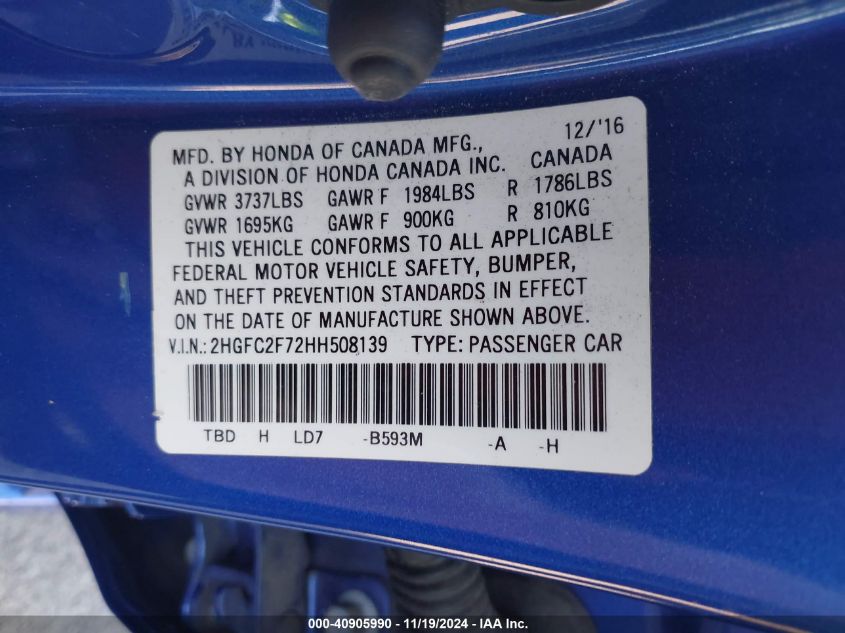 12/'16
MFD. BY HONDA OF CANADA MFG.,
A DIVISION OF HONDA CANADA INC. CANADA
GVWR 3737LBS GAWR F 1984LBS R 1786LBS
GVWR 1695KG GAWR F 900KG R 810KG
THIS VEHICLE CONFORMS TO ALL APPLICABLE
FEDERAL MOTOR VEHICLE SAFETY, BUMPER,
AND THEFT PREVENTION STANDARDS IN EFFECT
ON THE DATE OF MANUFACTURE SHOWN ABOVE.
V.I.N.: 2HGFC2F72HH508139 TYPE: PASSENGER CAR
TBD H LD7 -B593M -A -H
000-40905990 - 11/19/2024 - IAA Inc.